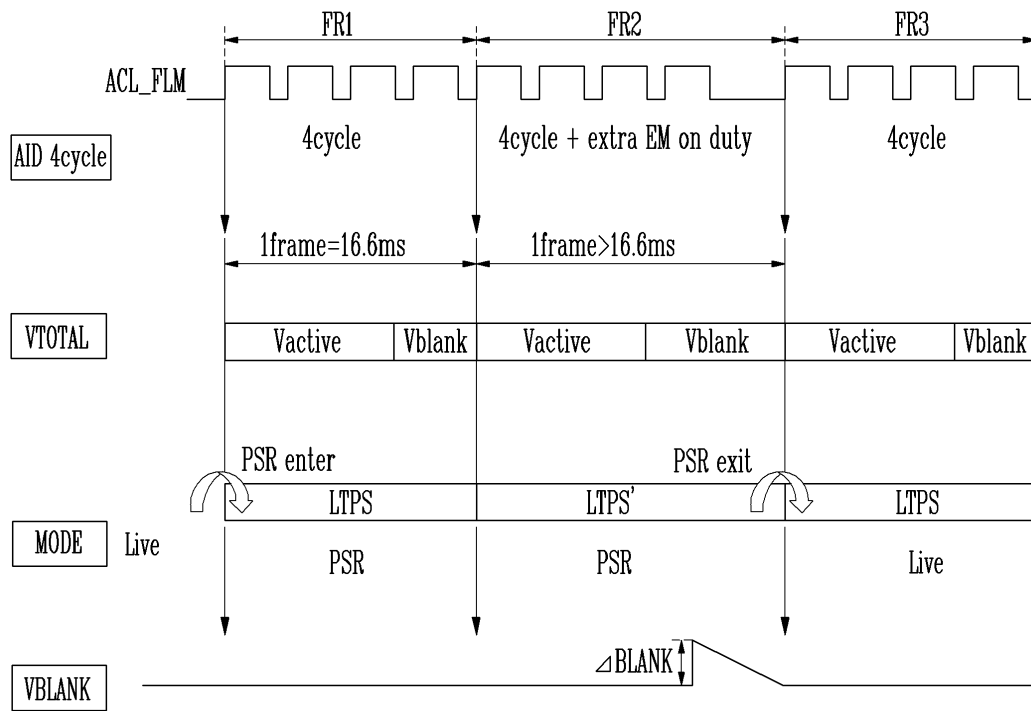 FR1 FR2 FR3
ACL_FLM
AID 4cycle 4cycle 4cycle + extra EM on duty 4cycle
1frame=16.6ms 1frame>16.6ms
VTOTAL Vactive Vblank Vactive Vblank Vactive Vblank
PSR enter PSR exit
LTPS LTPS' LTPS
MODE Live PSR PSR Live
⊿BLANK
VBLANK